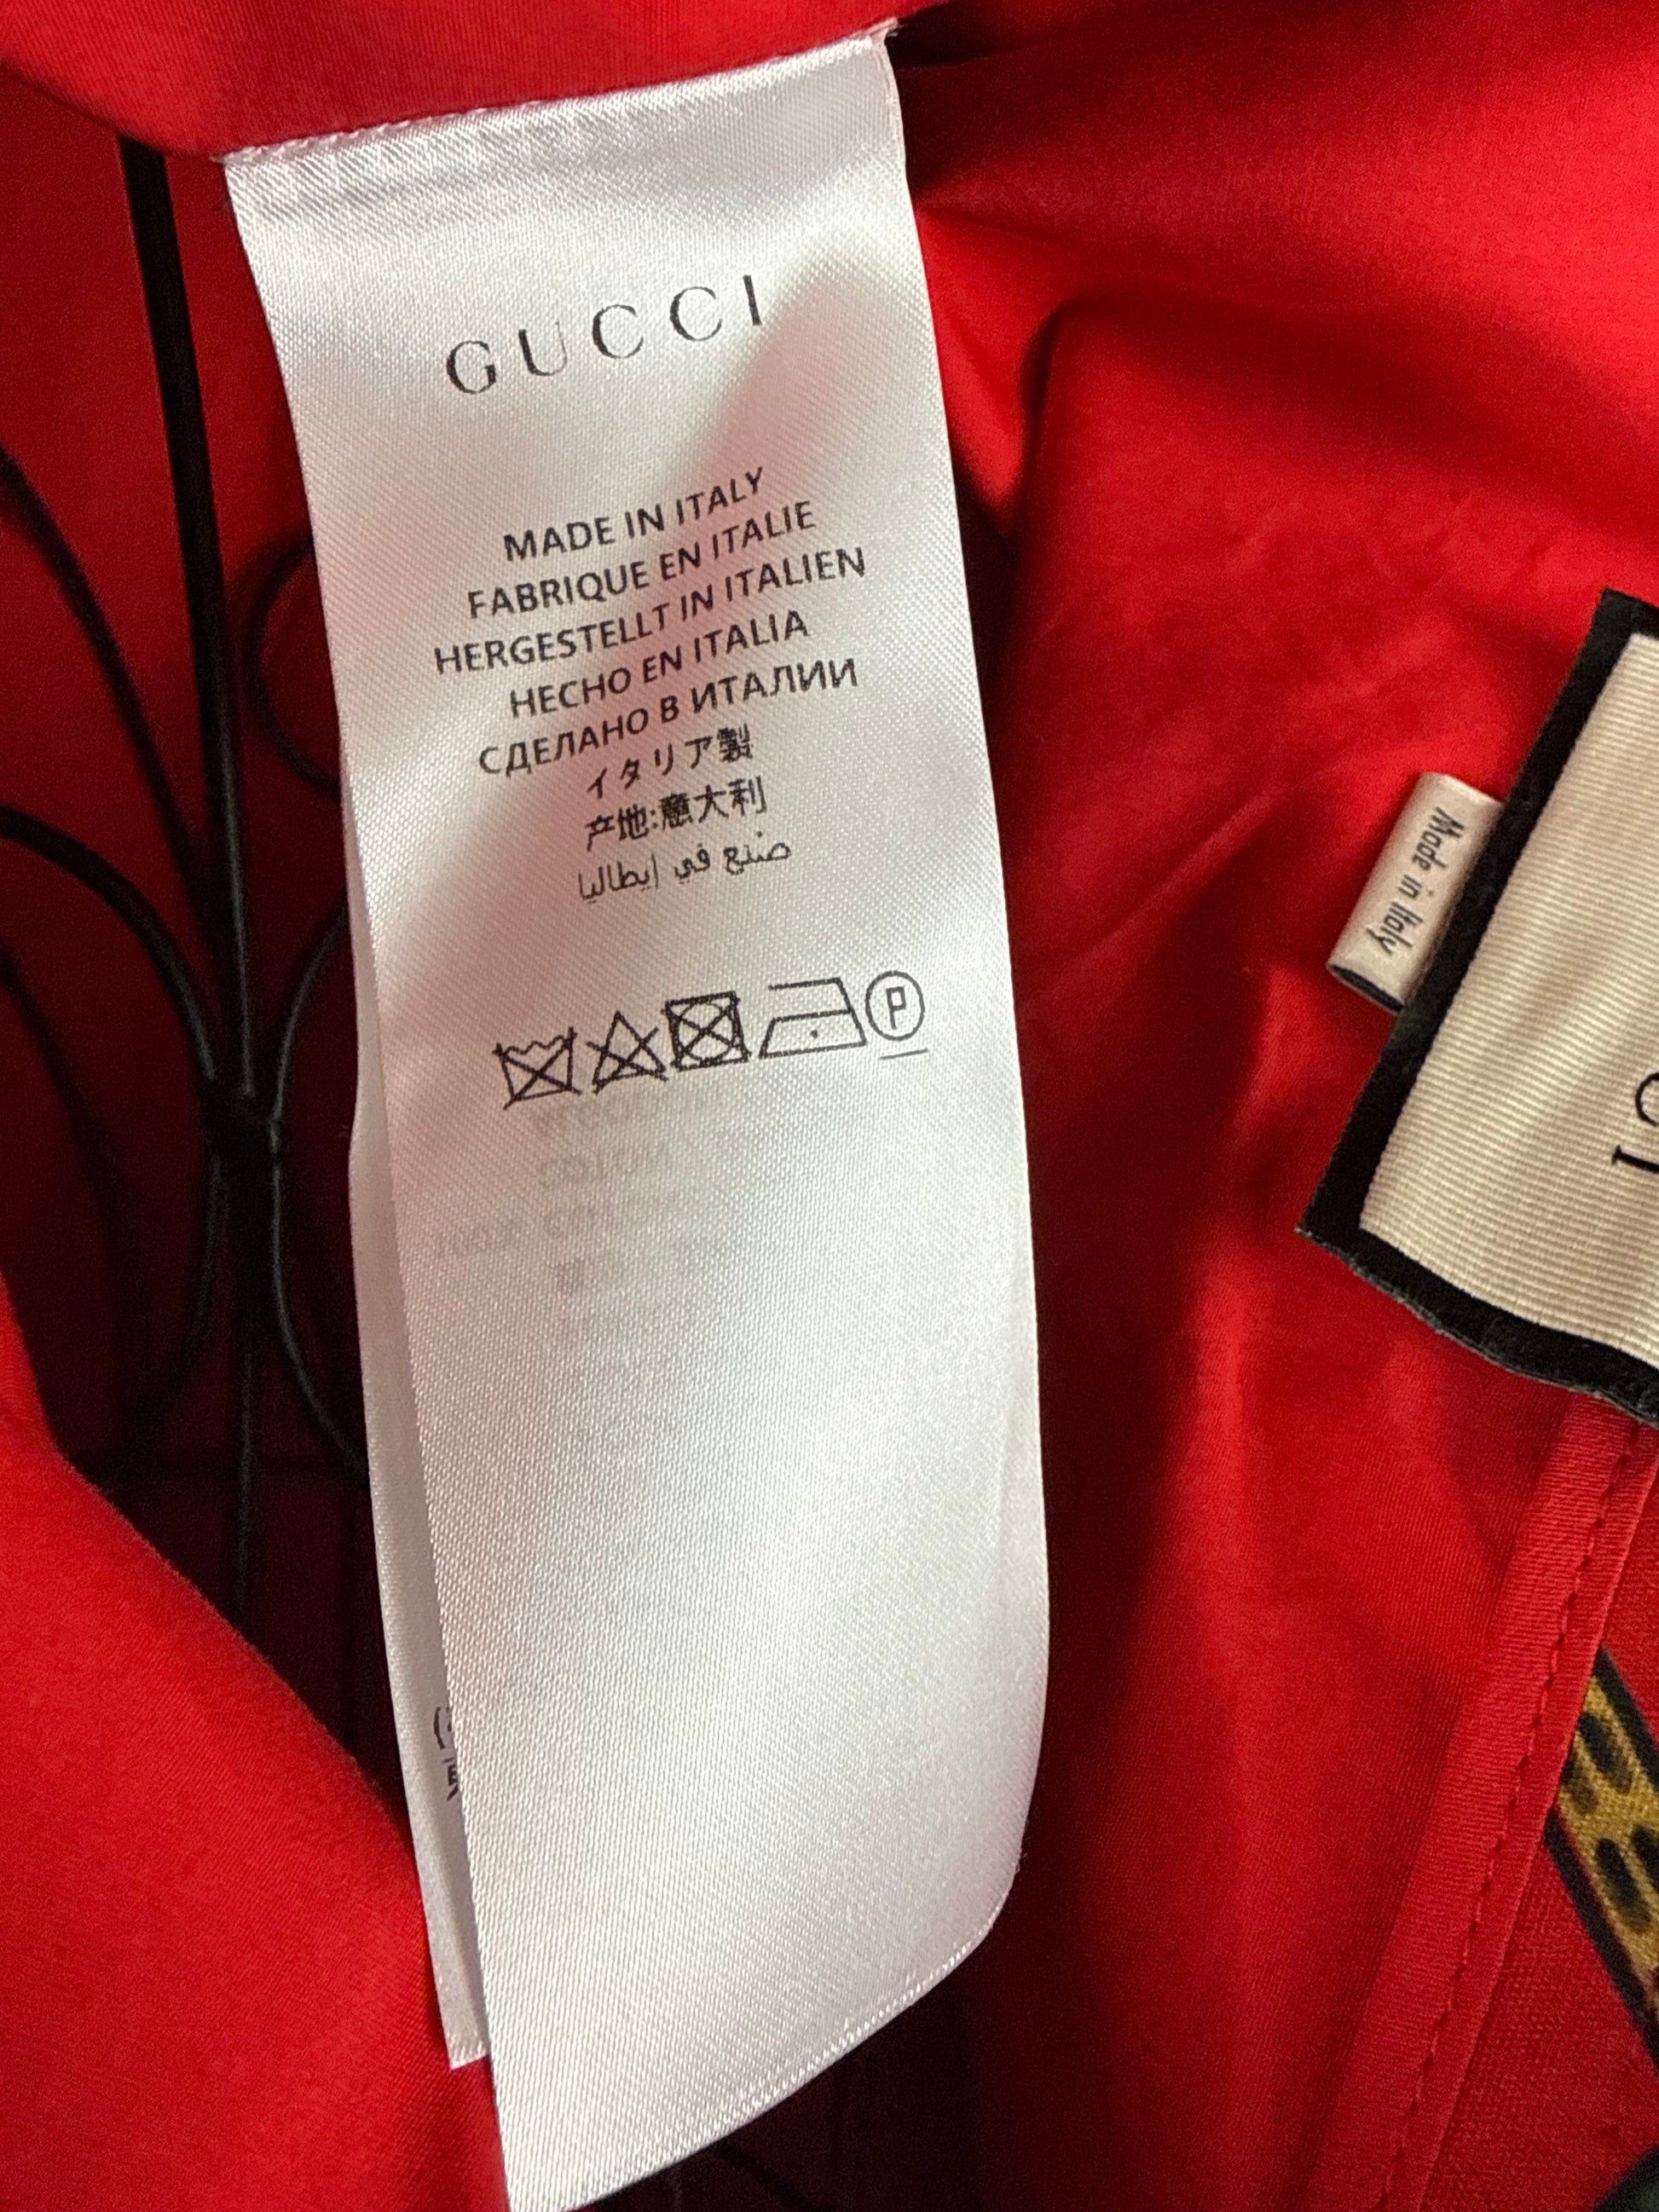 GUCCI
MADE IN ITALY
FABRIQUE EN ITALIE
HERGESTELLT IN ITALIEN
HECHO EN ITALIA
СДЕЛАНО В ИТАЛИИ
イタリア製
产地:意大利
صنع في إيطاليا
P
Made in Italy
CI